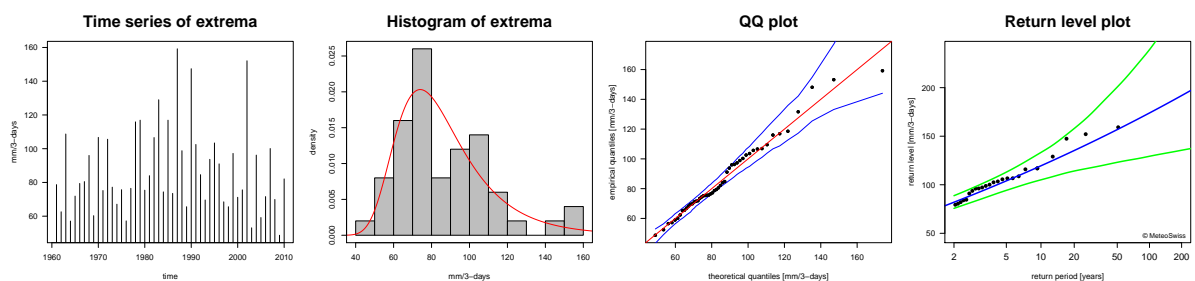 Time series of extrema
160
140
120
100
80
60
mm/3−days
1960 1970 1980 1990 2000 2010
time
Histogram of extrema
0.025
0.020
0.015
0.010
0.005
0.000
density
40 60 80 100 120 140 160
mm/3−days
QQ plot
160
140
120
100
80
60
empirical quantiles [mm/3−days]
60 80 100 120 140 160
theoretical quantiles [mm/3−days]
Return level plot
200
150
100
50
return level [mm/3−days]
© MeteoSwiss
2 5 10 20 50 100 200
return period [years]